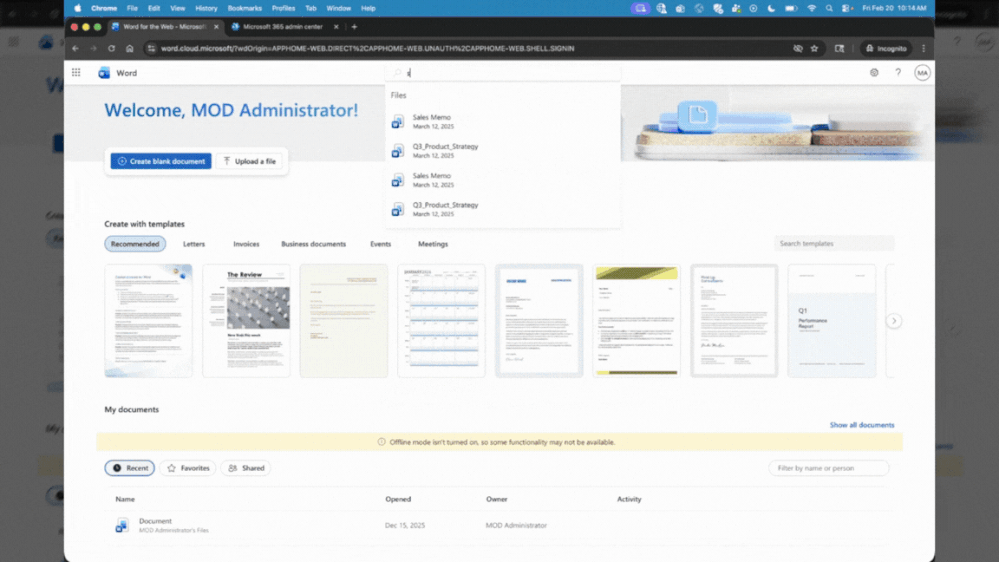 Chrome File Edit View History Bookmarks Profiles Tab Window Help
Fri Feb 20 10:14 AM
Word for the Web - Microsoft
Microsoft 365 admin center
word.cloud.microsoft/?wdOrigin=APPHOME-WEB.DIRECT%2CAPPHOME-WEB.UNAUTH%2CAPPHOME-WEB.SHELL.SIGNIN
Incognito
Word
s
?
MA
Welcome, MOD Administrator!
Files
Sales Memo
March 12, 2025
Q3_Product_Strategy
March 12, 2025
Sales Memo
March 12, 2025
Q3_Product_Strategy
March 12, 2025
Create blank document
Upload a file
Create with templates
Recommended Letters Invoices Business documents Events Meetings
Search templates
The Review
Q1
Performance
Report
My documents
Show all documents
Offline mode isn't turned on, so some functionality may not be available.
Recent Favorites Shared
Filter by name or person
Name Opened Owner Activity
Document Dec 15, 2025 MOD Administrator
MOD Administrator's Files